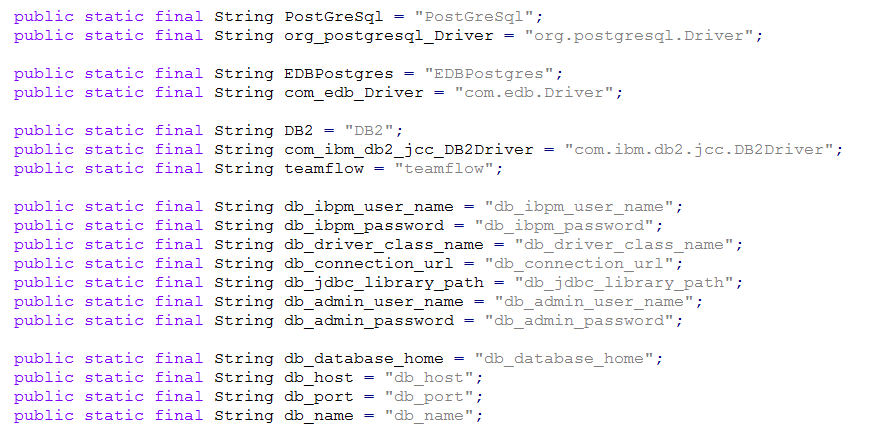 public static final String PostGreSql = "PostGreSql";
public static final String org_postgresql_Driver = "org.postgresql.Driver";
public static final String EDBPostgres = "EDBPostgres";
public static final String com_edb_Driver = "com.edb.Driver";
public static final String DB2 = "DB2";
public static final String com_ibm_db2_jcc_DB2Driver = "com.ibm.db2.jcc.DB2Driver";
public static final String teamflow = "teamflow";
public static final String db_ibpm_user_name = "db_ibpm_user_name";
public static final String db_ibpm_password = "db_ibpm_password";
public static final String db_driver_class_name = "db_driver_class_name";
public static final String db_connection_url = "db_connection_url";
public static final String db_jdbc_library_path = "db_jdbc_library_path";
public static final String db_admin_user_name = "db_admin_user_name";
public static final String db_admin_password = "db_admin_password";
public static final String db_database_home = "db_database_home";
public static final String db_host = "db_host";
public static final String db_port = "db_port";
public static final String db_name = "db_name";